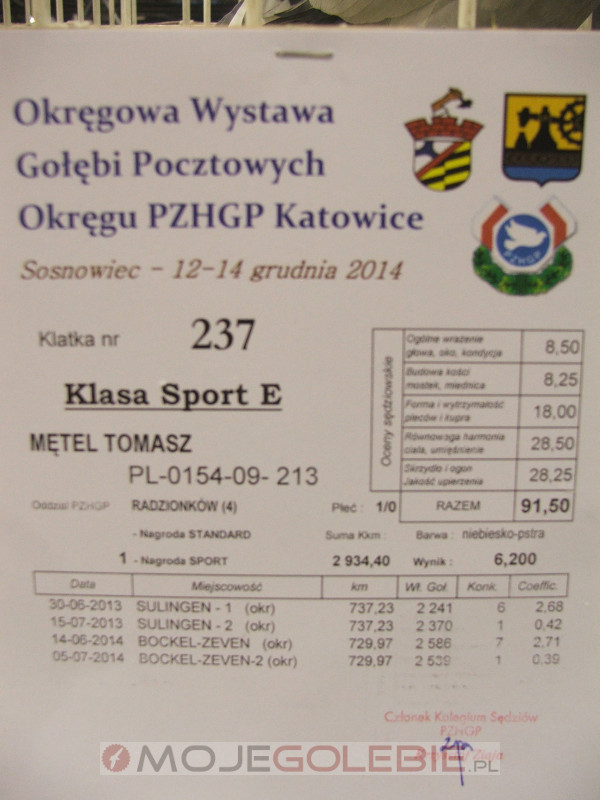 Okręgowa Wystawa
Gołębi Pocztowych
Okręgu PZHGP Katowice
PZHGP
Sosnowiec - 12-14 grudnia 2014
Klatka nr 237
Klasa Sport E
MĘTEL TOMASZ
PL-0154-09- 213
Oceny sędziowskie
Ogólne wrażenie głowa, oko, kondycja 8,50
Budowa kości mostek, miednica 8,25
Forma i wytrzymałość pleców i kupra 18,00
Równowaga harmonia ciała, umięśnienie 28,50
Skrzydło i ogon Jakość upierzenia 28,25
Oddział PZHGP RADZIONKÓW (4) Płeć : 1/0 RAZEM 91,50
- Nagroda STANDARD Suma Kkm : Barwa : niebiesko-pstra
1 - Nagroda SPORT 2 934,40 Wynik : 6,200
Data Miejscowość km Wł. Goł. Konk. Coeffic.
30-06-2013 SULINGEN - 1 (okr) 737,23 2 241 6 2,68
15-07-2013 SULINGEN - 2 (okr) 737,23 2 370 1 0,42
14-06-2014 BOCKEL-ZEVEN (okr) 729,97 2 586 7 2,71
05-07-2014 BOCKEL-ZEVEN-2 (okr) 729,97 2 539 1 0,39
Członek Kolegium Sędziów
PZHGP
Ziaja
MOJEGOLEBIE.PL